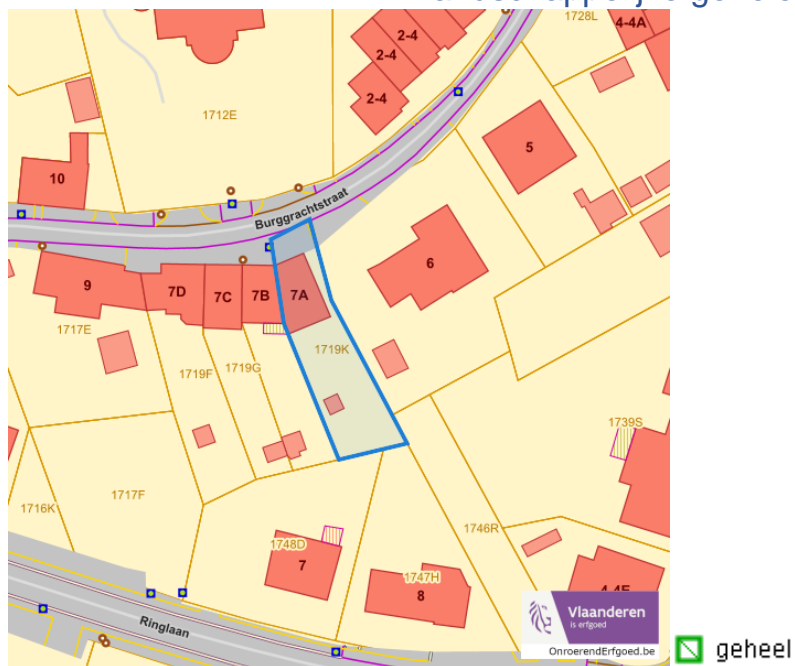 1728L
4-4A
2-4
2-4
2-4
1712E
5
10
Burggrachtstraat
6
9
7D
7C
7B
7A
1717E
1719K
1719F
1719G
1739S
1716K
1717F
1746R
1748D
7
1747H
8
4-4E
Ringlaan
Vlaanderen
is erfgoed
OnroerendErfgoed.be
geheel